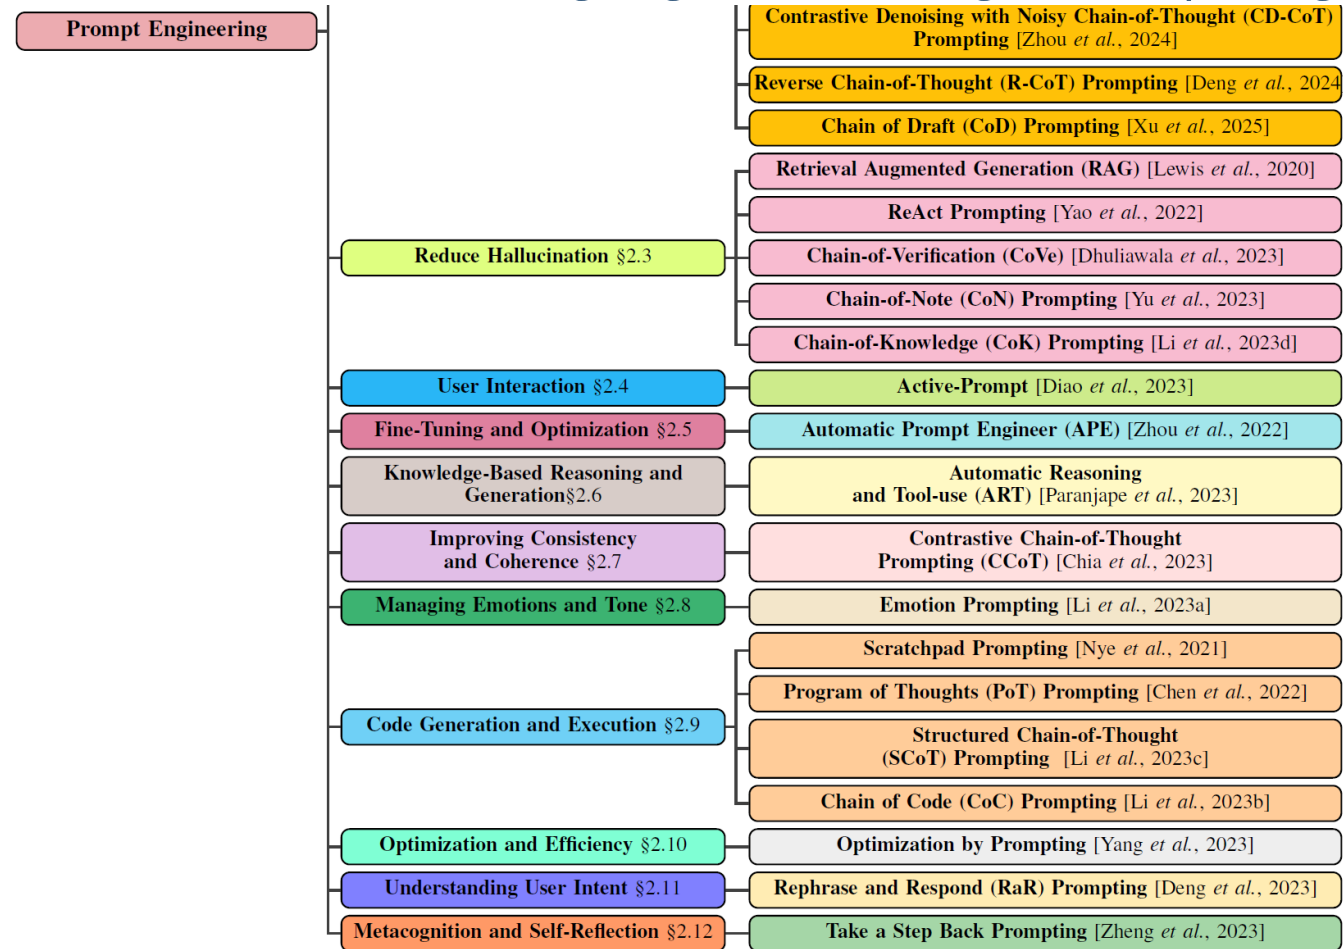 Prompt Engineering
Contrastive Denoising with Noisy Chain-of-Thought (CD-CoT)
Prompting [Zhou et al., 2024]
Reverse Chain-of-Thought (R-CoT) Prompting [Deng et al., 2024
Chain of Draft (CoD) Prompting [Xu et al., 2025]
Reduce Hallucination §2.3
Retrieval Augmented Generation (RAG) [Lewis et al., 2020]
ReAct Prompting [Yao et al., 2022]
Chain-of-Verification (CoVe) [Dhuliawala et al., 2023]
Chain-of-Note (CoN) Prompting [Yu et al., 2023]
Chain-of-Knowledge (CoK) Prompting [Li et al., 2023d]
User Interaction §2.4
Active-Prompt [Diao et al., 2023]
Fine-Tuning and Optimization §2.5
Automatic Prompt Engineer (APE) [Zhou et al., 2022]
Knowledge-Based Reasoning and
Generation§2.6
Automatic Reasoning
and Tool-use (ART) [Paranjape et al., 2023]
Improving Consistency
and Coherence §2.7
Contrastive Chain-of-Thought
Prompting (CCoT) [Chia et al., 2023]
Managing Emotions and Tone §2.8
Emotion Prompting [Li et al., 2023a]
Code Generation and Execution §2.9
Scratchpad Prompting [Nye et al., 2021]
Program of Thoughts (PoT) Prompting [Chen et al., 2022]
Structured Chain-of-Thought
(SCoT) Prompting [Li et al., 2023c]
Chain of Code (CoC) Prompting [Li et al., 2023b]
Optimization and Efficiency §2.10
Optimization by Prompting [Yang et al., 2023]
Understanding User Intent §2.11
Rephrase and Respond (RaR) Prompting [Deng et al., 2023]
Metacognition and Self-Reflection §2.12
Take a Step Back Prompting [Zheng et al., 2023]